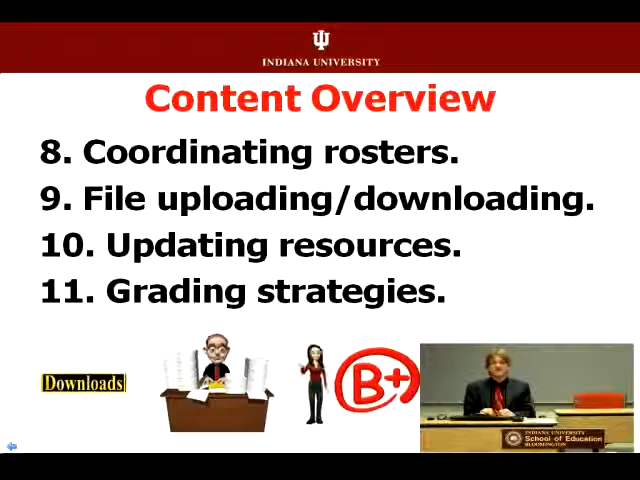 INDIANA UNIVERSITY
Content Overview
8. Coordinating rosters.
9. File uploading/downloading.
10. Updating resources.
11. Grading strategies.
Downloads
B+
INDIANA UNIVERSITY
School of Education
BLOOMINGTON